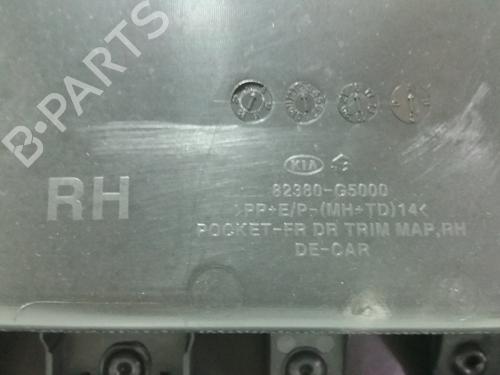 B-PARTS
KIA
RH
82380-G5000
>PP+E/P-(MH+TD)14<
POCKET-FR DR TRIM MAP,RH
DE-CAR